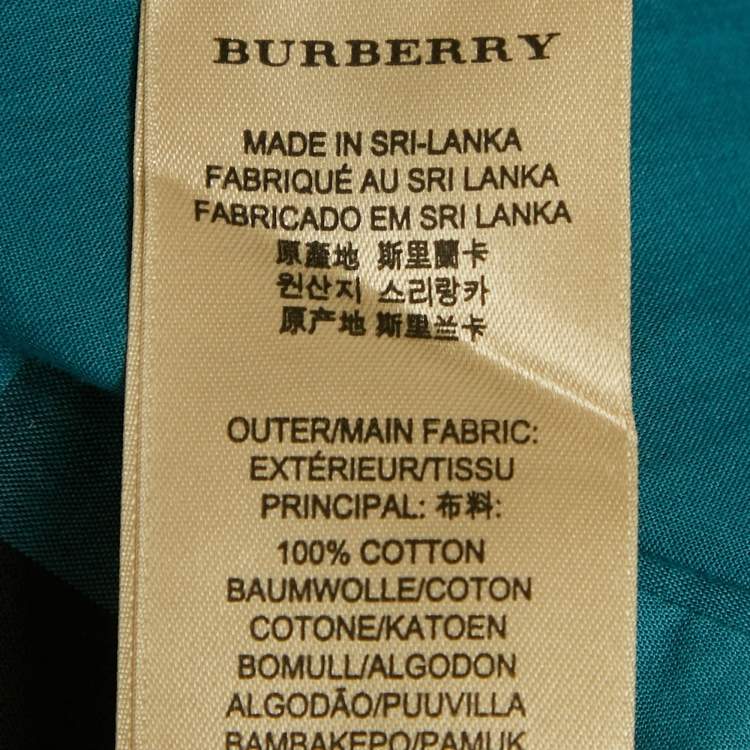 BURBERRY
MADE IN SRI-LANKA
FABRIQUÉ AU SRI LANKA
FABRICADO EM SRI LANKA
原產地 斯里蘭卡
원산지 스리랑카
原产地 斯里兰卡
OUTER/MAIN FABRIC:
EXTÉRIEUR/TISSU
PRINCIPAL: 布料:
100% COTTON
BAUMWOLLE/COTON
COTONE/KATOEN
BOMULL/ALGODON
ALGODÃO/PUUVILLA
BAMBAKEPO/PAMUK